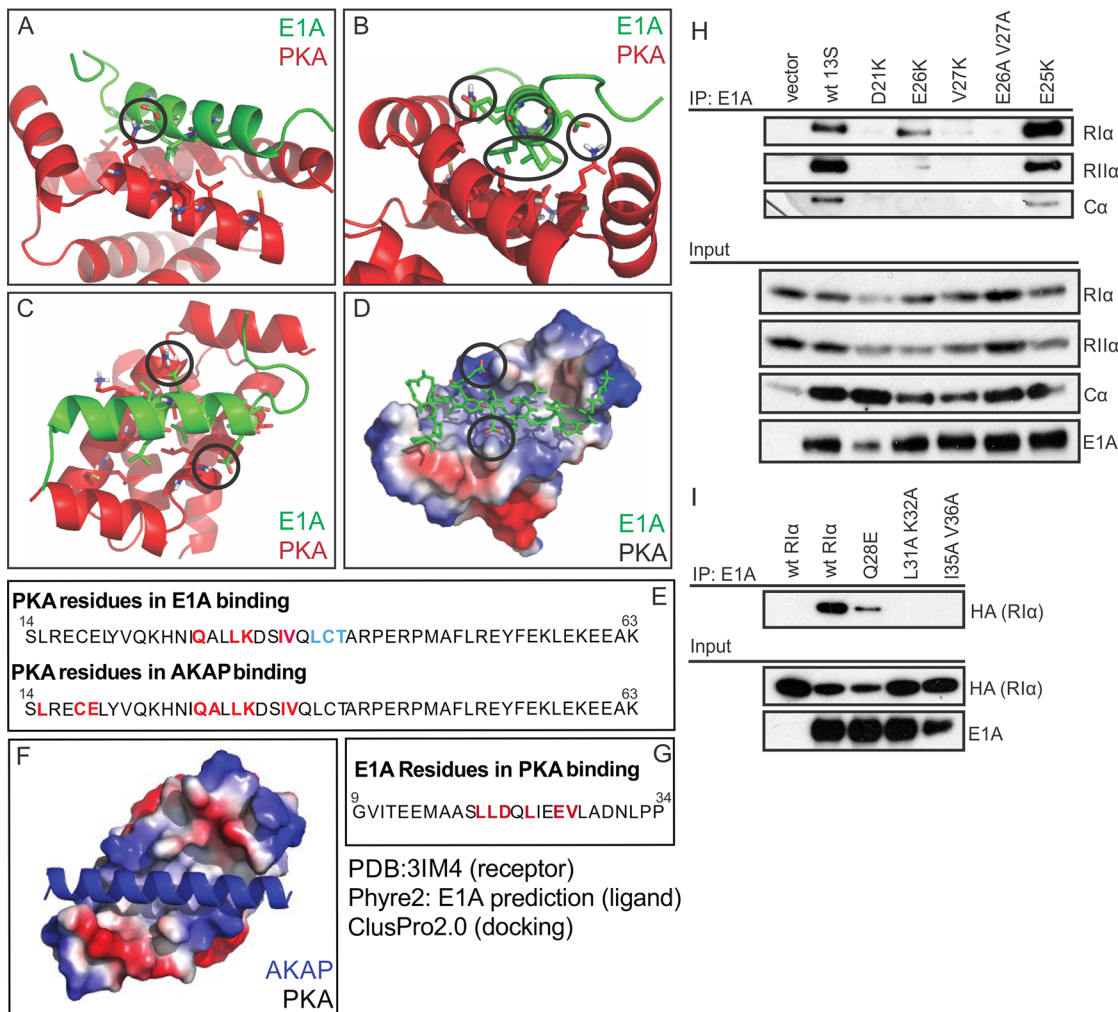 A
E1A
PKA
B
E1A
PKA
C
E1A
PKA
D
E1A
PKA
E
PKA residues in E1A binding
14 63
SLRECELYVQKHNIQALLKDSIVQLCTARPERPMAFLREYFEKLEKEEAK
PKA residues in AKAP binding
14 63
SLRECELYVQKHNIQALLKDSIVQLCTARPERPMAFLREYFEKLEKEEAK
F
AKAP
PKA
G
E1A Residues in PKA binding
9 34
GVITEEMAASLLDQLIEEVLADNLPP
PDB:3IM4 (receptor)
Phyre2: E1A prediction (ligand)
ClusPro2.0 (docking)
H
IP: E1A
vector
wt 13S
D21K
E26K
V27K
E26A V27A
E25K
RIα
RIIα
Cα
Input
RIα
RIIα
Cα
E1A
I
IP: E1A
wt RIα
wt RIα
Q28E
L31A K32A
I35A V36A
HA (RIα)
Input
HA (RIα)
E1A